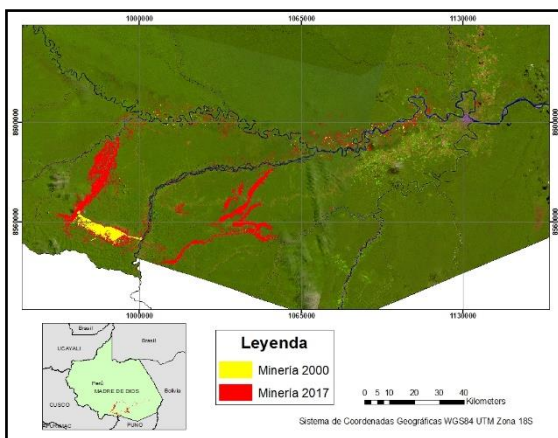 1000000 1065000 1130000
8600000 8600000
8560000 8560000
1000000 1065000 1130000
Brasil
Brasil
UCAYALI
Perú
MADRE DE DIOS
Bolivia
CUSCO
PUNO
Leyenda
Minería 2000
Minería 2017
0 5 10 20 30 40
Kilometers
Sistema de Coordenadas Geográficas WGS84 UTM Zona 18S